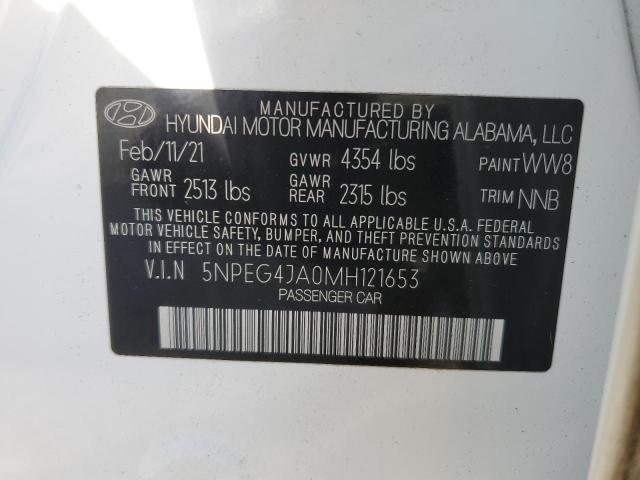 MANUFACTURED BY
HYUNDAI MOTOR MANUFACTURING ALABAMA, LLC
Feb/11/21 GVWR 4354 lbs PAINT WW8
GAWR FRONT 2513 lbs GAWR REAR 2315 lbs TRIM NNB
THIS VEHICLE CONFORMS TO ALL APPLICABLE U.S.A. FEDERAL
MOTOR VEHICLE SAFETY, BUMPER, AND THEFT PREVENTION STANDARDS
IN EFFECT ON THE DATE OF MANUFACTURE SHOWN ABOVE.
V.I.N 5NPEG4JA0MH121653
PASSENGER CAR